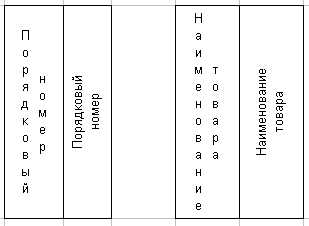 Порядковый
номер
Порядковый
номер
Наименование
товара
Наименование
товара